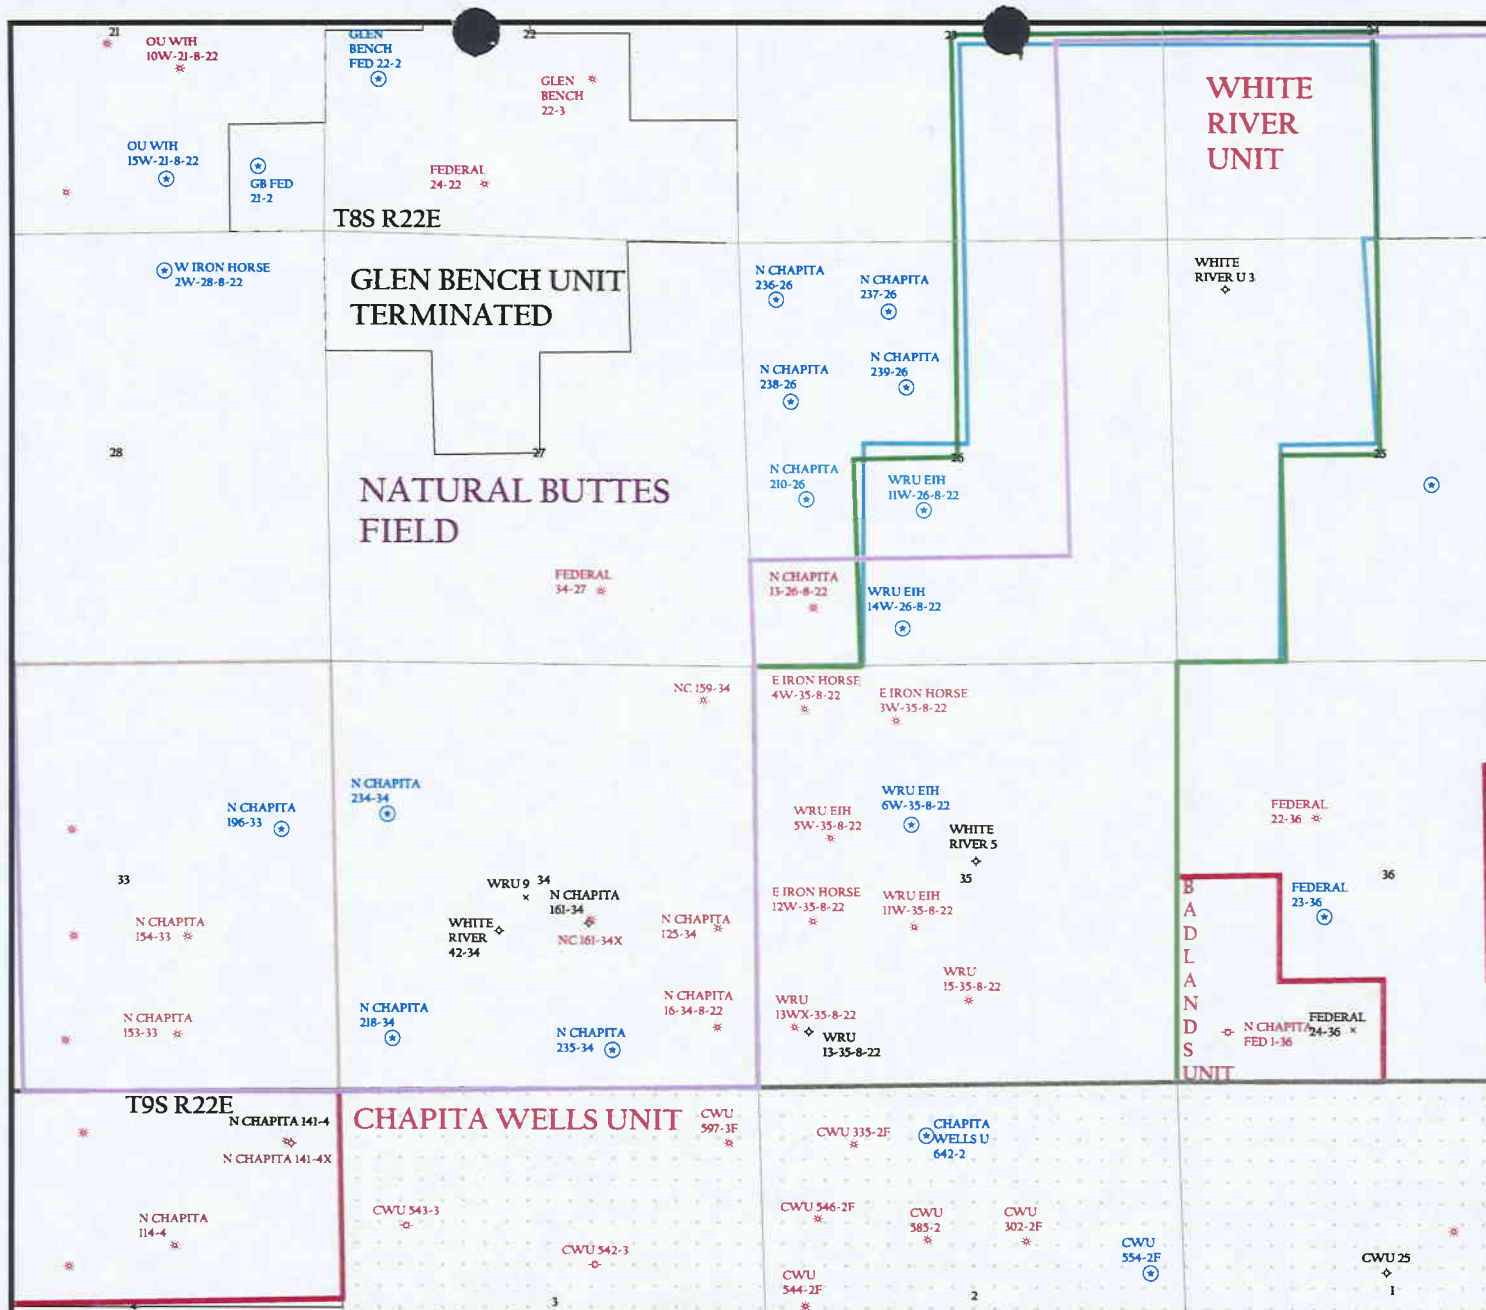 21
OU WIH
10W-21-8-22
GLEN
BENCH
FED 22-2
22
GLEN
BENCH
22-3
23
24
WHITE
RIVER
UNIT
OU WIH
15W-21-8-22
GB FED
21-2
FEDERAL
24-22
T8S R22E
W IRON HORSE
2W-28-8-22
GLEN BENCH UNIT
TERMINATED
N CHAPITA
236-26
N CHAPITA
237-26
WHITE
RIVER U 3
N CHAPITA
238-26
N CHAPITA
239-26
28
27
26
25
NATURAL BUTTES
FIELD
N CHAPITA
210-26
WRU EIH
11W-26-8-22
FEDERAL
34-27
N CHAPITA
13-26-8-22
WRU EIH
14W-26-8-22
NC 159-34
E IRON HORSE
4W-35-8-22
E IRON HORSE
3W-35-8-22
N CHAPITA
196-33
N CHAPITA
234-34
WRU EIH
5W-35-8-22
WRU EIH
6W-35-8-22
WHITE
RIVER 5
FEDERAL
22-36
33
WRU 9
34
35
36
N CHAPITA
161-34
NC 161-34X
WHITE
RIVER
42-34
N CHAPITA
154-33
N CHAPITA
125-34
E IRON HORSE
12W-35-8-22
WRU EIH
11W-35-8-22
BADLANDS
UNIT
FEDERAL
23-36
WRU
15-35-8-22
N CHAPITA
153-33
N CHAPITA
218-34
N CHAPITA
235-34
N CHAPITA
16-34-8-22
WRU
13WX-35-8-22
WRU
13-35-8-22
N CHAPITA
FED 1-36
FEDERAL
24-36
T9S R22E
N CHAPITA 141-4
N CHAPITA 141-4X
CHAPITA WELLS UNIT
CWU
597-3F
CWU 335-2F
CHAPITA
WELLS U
642-2
N CHAPITA
114-4
CWU 543-3
CWU 542-3
CWU 546-2F
CWU
585-2
CWU
302-2F
CWU
554-2F
CWU 25
CWU
544-2F
3
2
1